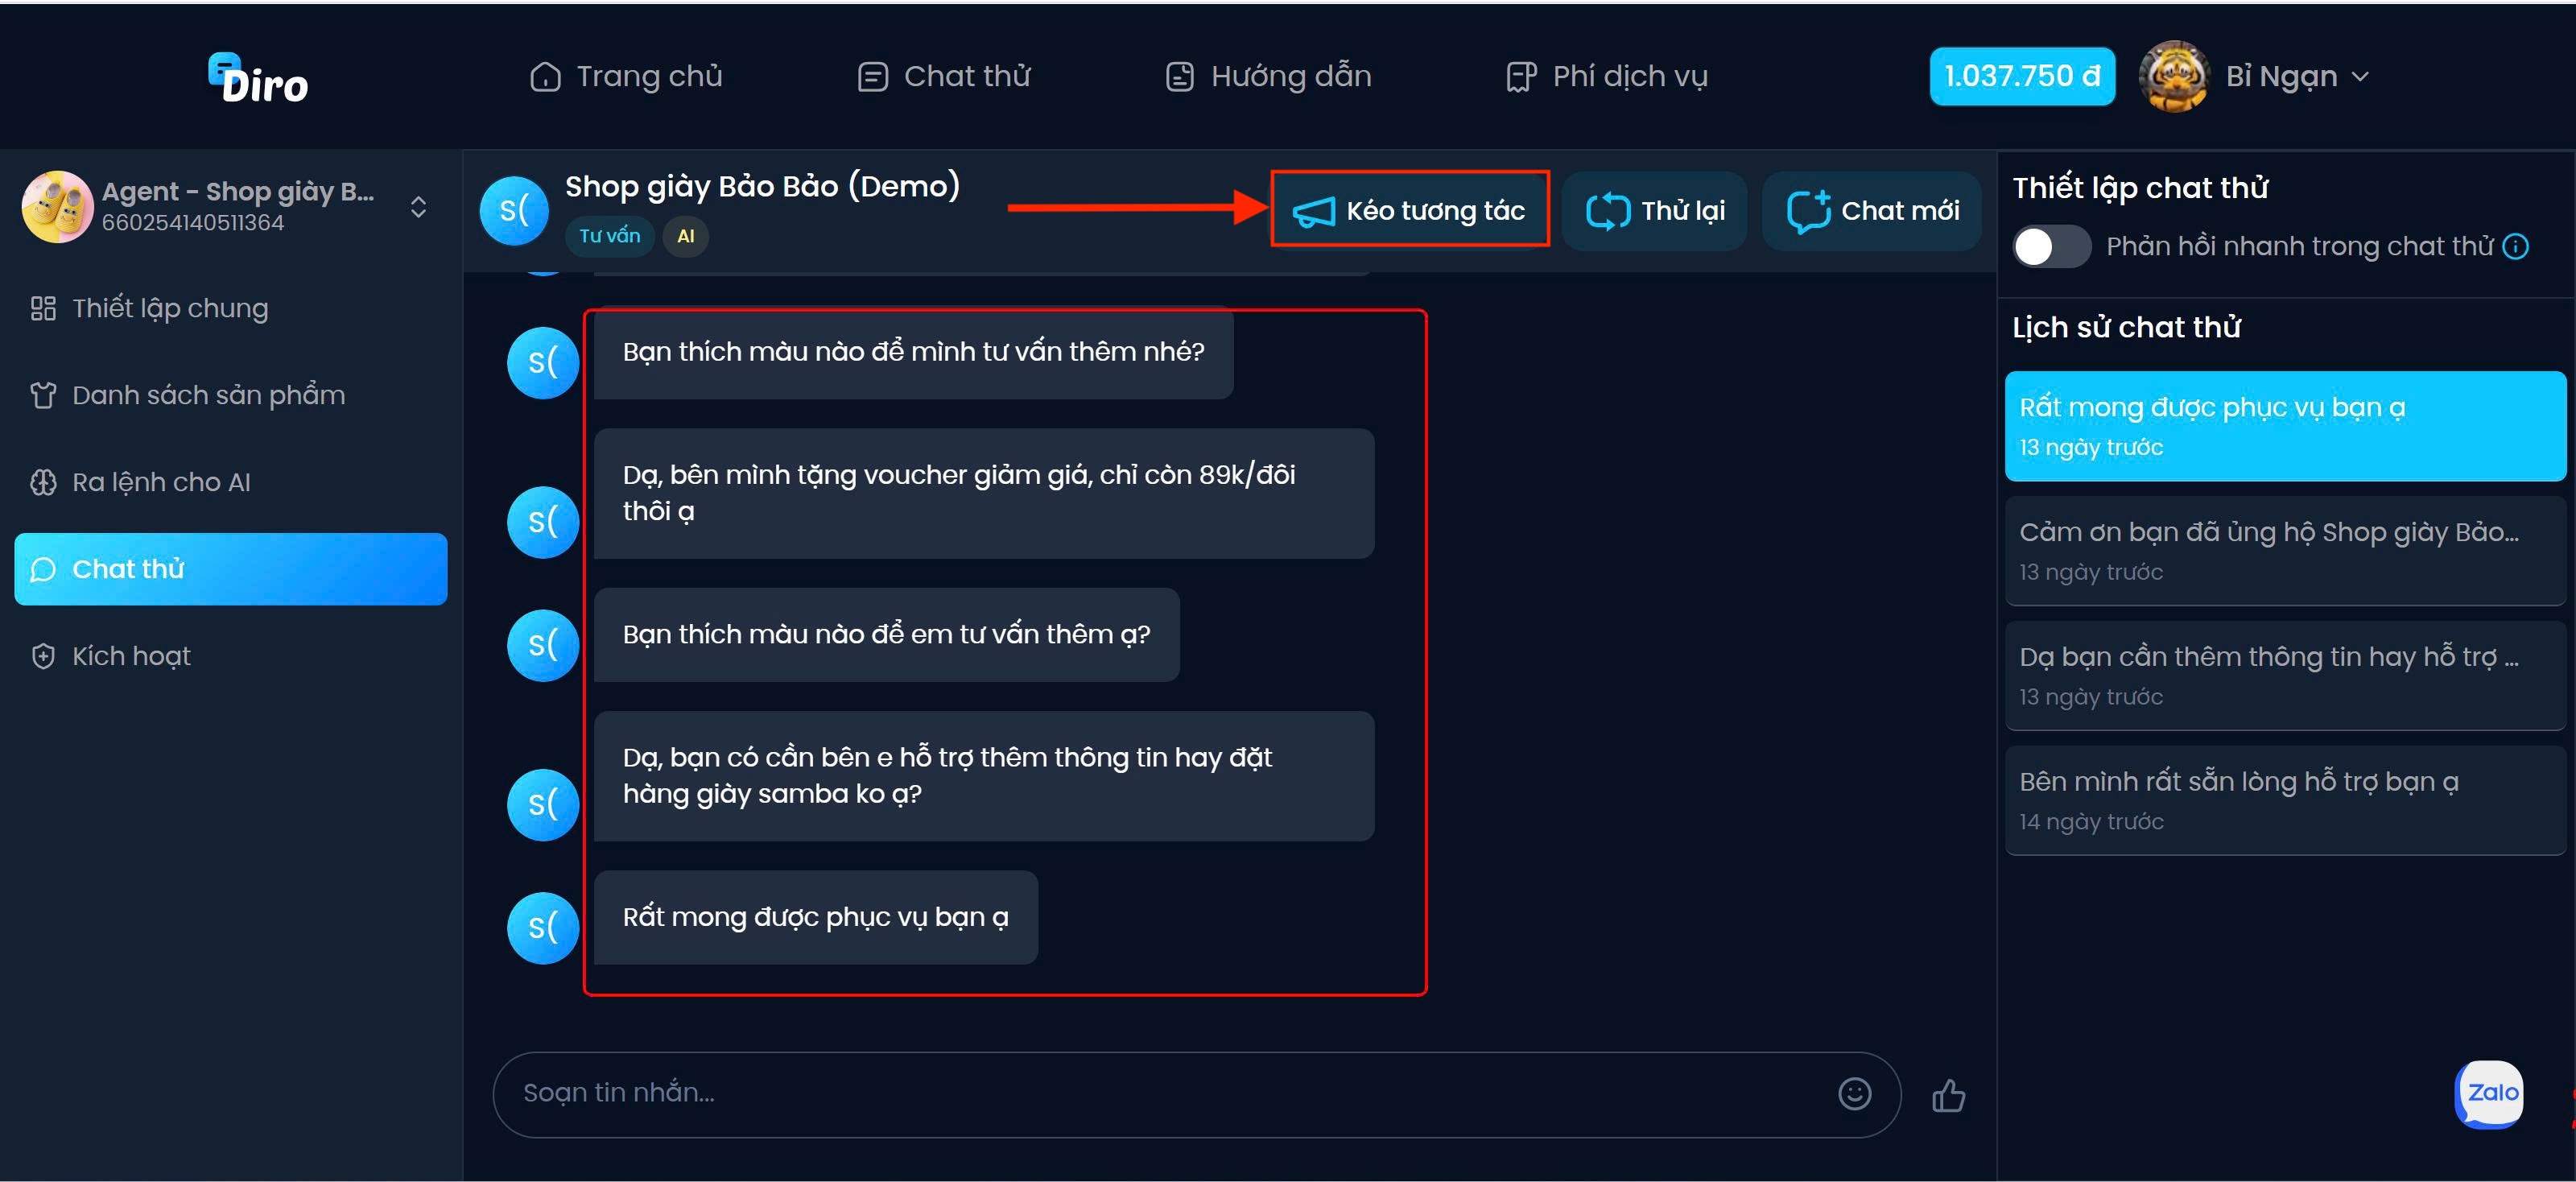 Diro
Trang chủ
Chat thử
Hướng dẫn
Phí dịch vụ
1.037.750 đ
Bỉ Ngạn
Agent - Shop giày B...
660254140511364
Thiết lập chung
Danh sách sản phẩm
Ra lệnh cho AI
Chat thử
Kích hoạt
S(
Shop giày Bảo Bảo (Demo)
Tư vấn
AI
Kéo tương tác
Thử lại
Chat mới
S(
Bạn thích màu nào để mình tư vấn thêm nhé?
S(
Dạ, bên mình tặng voucher giảm giá, chỉ còn 89k/đôi
thôi ạ
S(
Bạn thích màu nào để em tư vấn thêm ạ?
S(
Dạ, bạn có cần bên e hỗ trợ thêm thông tin hay đặt
hàng giày samba ko ạ?
S(
Rất mong được phục vụ bạn ạ
Soạn tin nhắn...
Thiết lập chat thử
Phản hồi nhanh trong chat thử
Lịch sử chat thử
Rất mong được phục vụ bạn ạ
13 ngày trước
Cảm ơn bạn đã ủng hộ Shop giày Bảo...
13 ngày trước
Dạ bạn cần thêm thông tin hay hỗ trợ ...
13 ngày trước
Bên mình rất sẵn lòng hỗ trợ bạn ạ
14 ngày trước
Zalo